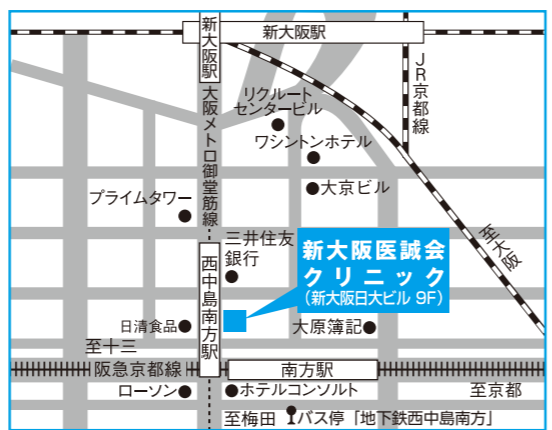 新大阪駅
新大阪駅
JR京都線
大阪メトロ御堂筋線
リクルート
センタービル
ワシントンホテル
大京ビル
プライムタワー
三井住友
銀行
新大阪医誠会
クリニック
(新大阪日大ビル 9F)
至大阪
西中島南方駅
日清食品
大原簿記
至十三
阪急京都線
南方駅
至京都
ローソン
ホテルコンソルト
至梅田
バス停「地下鉄西中島南方」